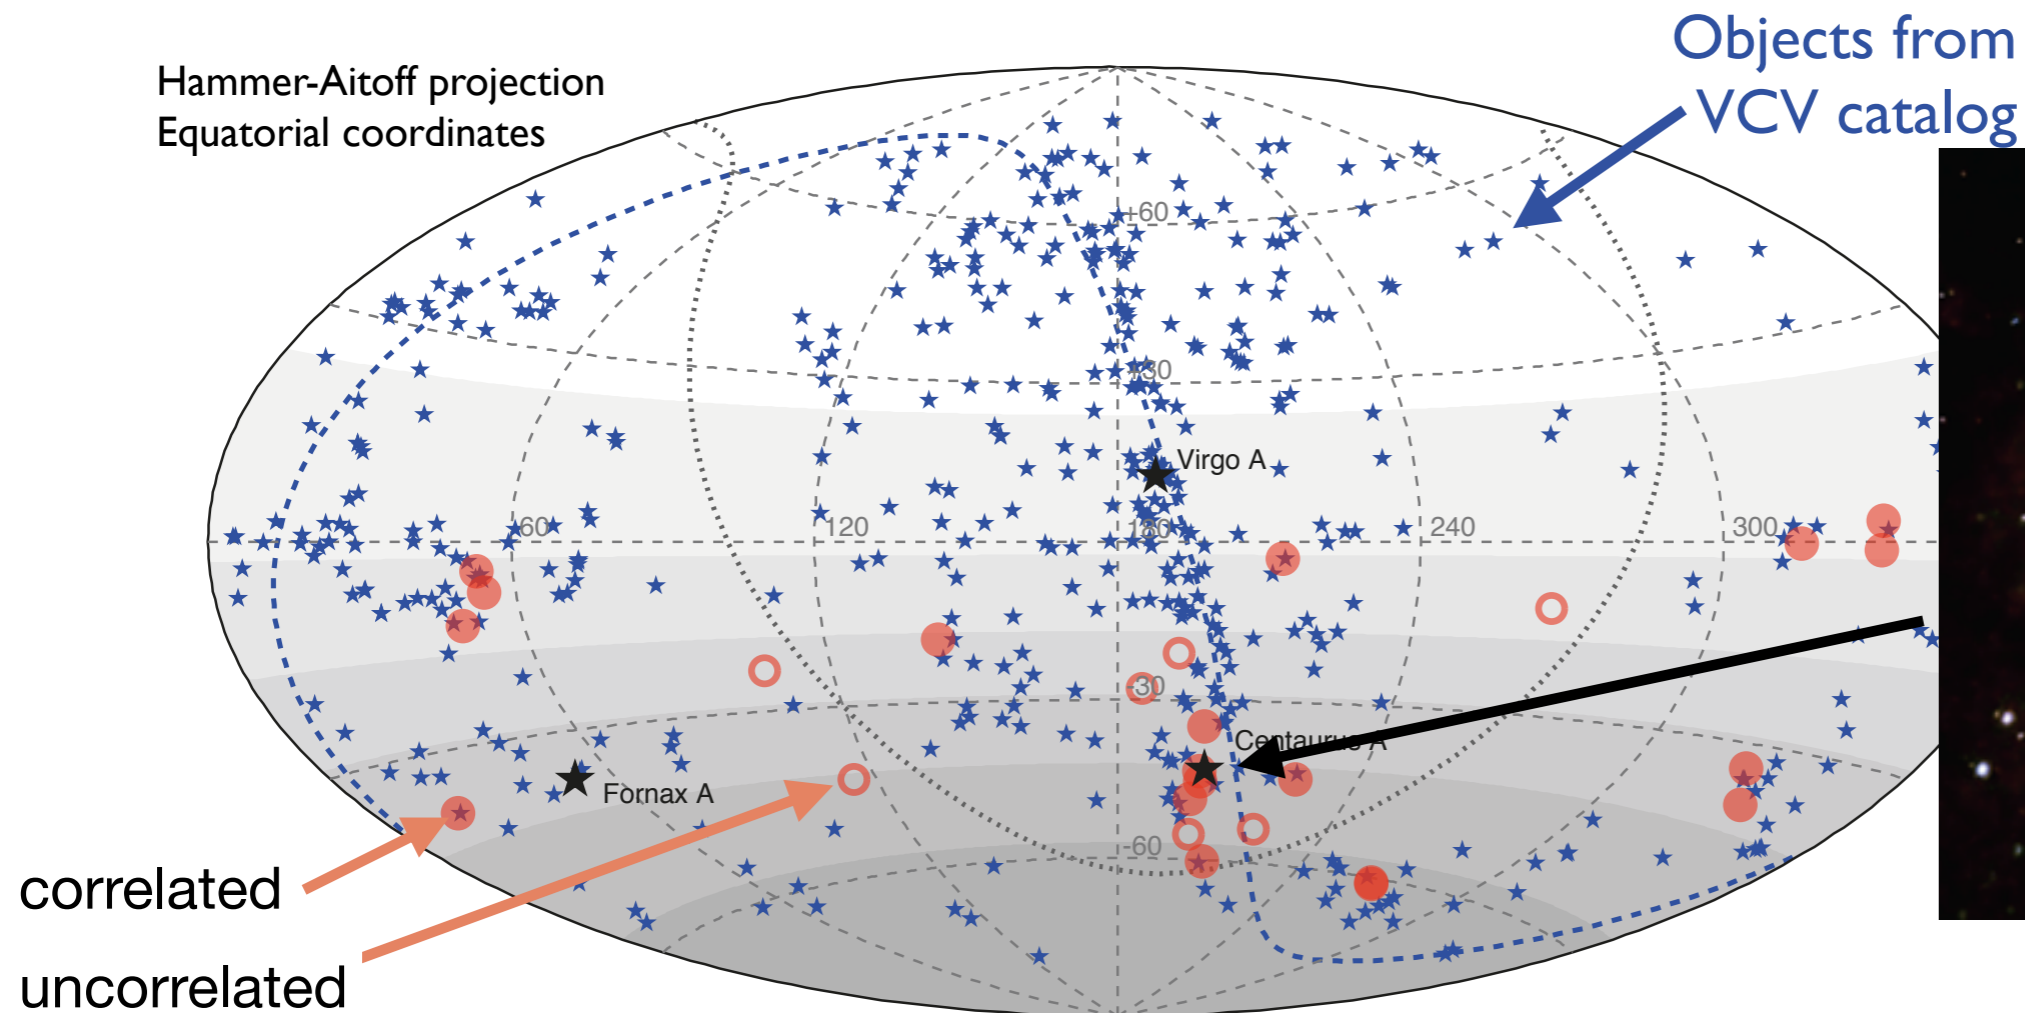 Objects from
VCV catalog
Hammer-Aitoff projection
Equatorial coordinates
+60
+30
Virgo A
60
120
180
240
300
-30
Centaurus A
Fornax A
-60
correlated
uncorrelated